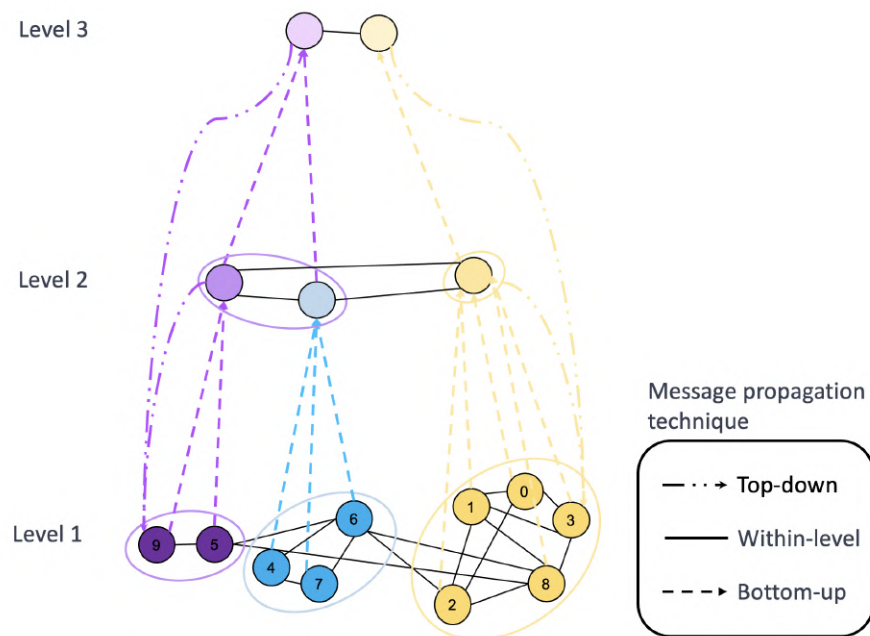 Level 3
Level 2
Level 1
9
5
4
7
6
1
0
3
2
8
Message propagation
technique
Top-down
Within-level
Bottom-up